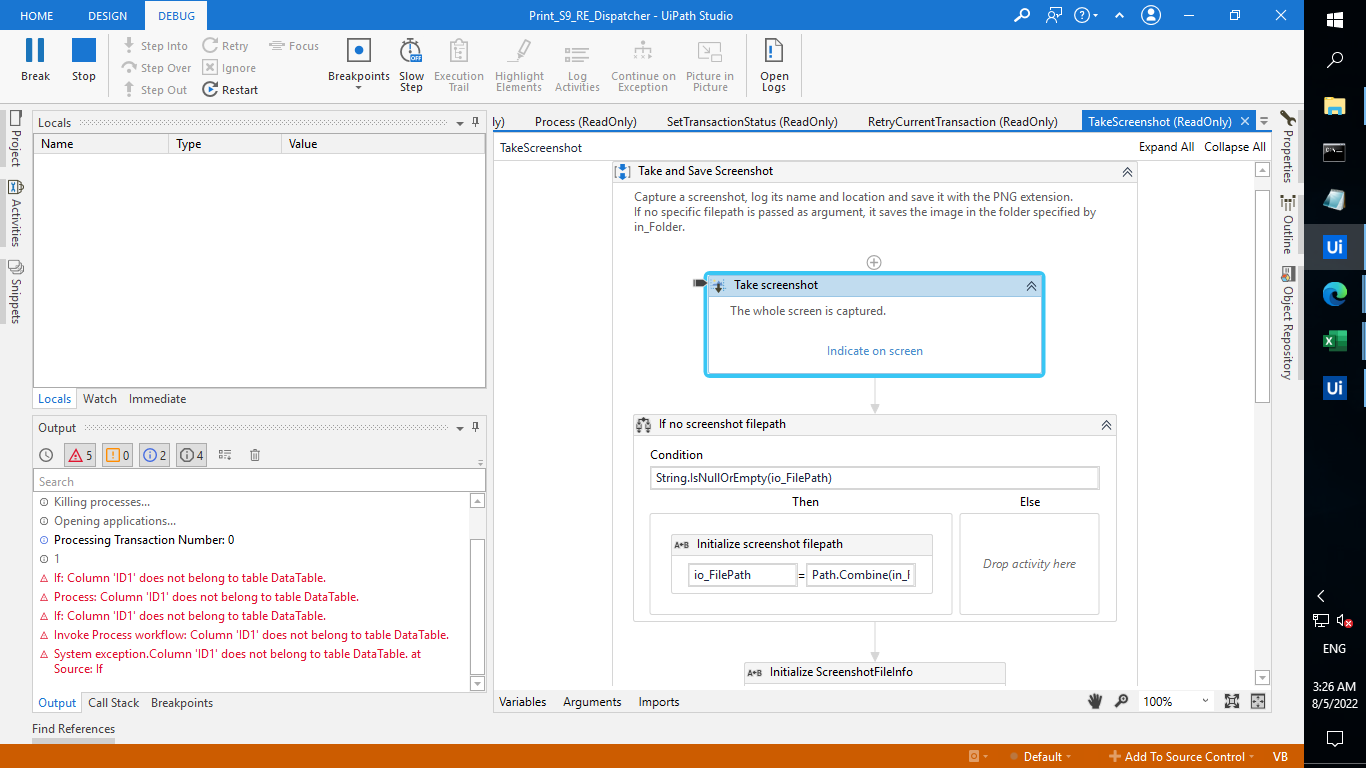 HOME
DESIGN
DEBUG
Print_S9_RE_Dispatcher - UiPath Studio
Break
Stop
Step Into
Step Over
Step Out
Retry
Ignore
Restart
Focus
Breakpoints
Slow Step
OFF
Execution Trail
Highlight Elements
Log Activities
Continue on Exception
Picture in Picture
Open Logs
Project
Activities
Snippets
Locals
Name
Type
Value
Locals
Watch
Immediate
Output
5
0
2
4
Search
Killing processes...
Opening applications...
Processing Transaction Number: 0
1
If: Column 'ID1' does not belong to table DataTable.
Process: Column 'ID1' does not belong to table DataTable.
If: Column 'ID1' does not belong to table DataTable.
Invoke Process workflow: Column 'ID1' does not belong to table DataTable.
System exception.Column 'ID1' does not belong to table DataTable. at
Source: If
Output
Call Stack
Breakpoints
Find References
ly)
Process (ReadOnly)
SetTransactionStatus (ReadOnly)
RetryCurrentTransaction (ReadOnly)
TakeScreenshot (ReadOnly)
TakeScreenshot
Expand All
Collapse All
Take and Save Screenshot
Capture a screenshot, log its name and location and save it with the PNG extension.
If no specific filepath is passed as argument, it saves the image in the folder specified by
in_Folder.
Take screenshot
The whole screen is captured.
Indicate on screen
If no screenshot filepath
Condition
String.IsNullOrEmpty(io_FilePath)
Then
Else
A+B Initialize screenshot filepath
io_FilePath
=
Path.Combine(in_F
Drop activity here
A+B Initialize ScreenshotFileInfo
Variables
Arguments
Imports
100%
Properties
Outline
Object Repository
Default
Add To Source Control
VB
Ui
Ui
ENG
3:26 AM
8/5/2022